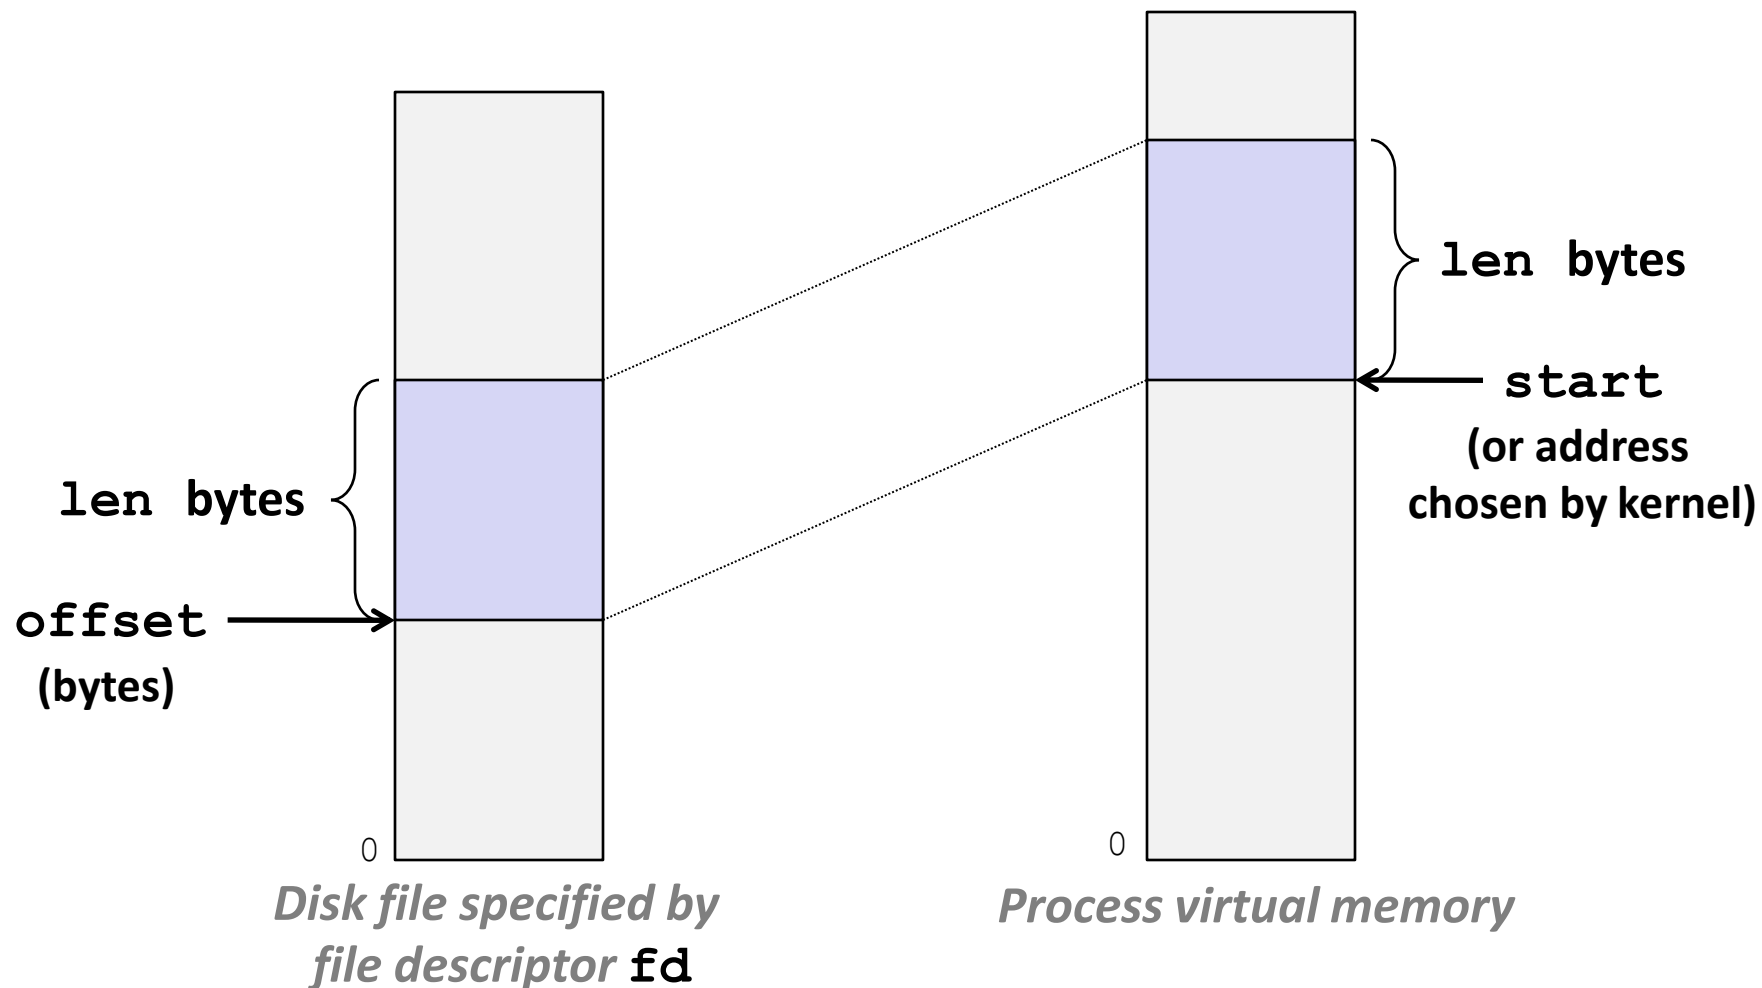 len bytes
start
(or address
chosen by kernel)
len bytes
offset
(bytes)
0
0
Disk file specified by
file descriptor fd
Process virtual memory